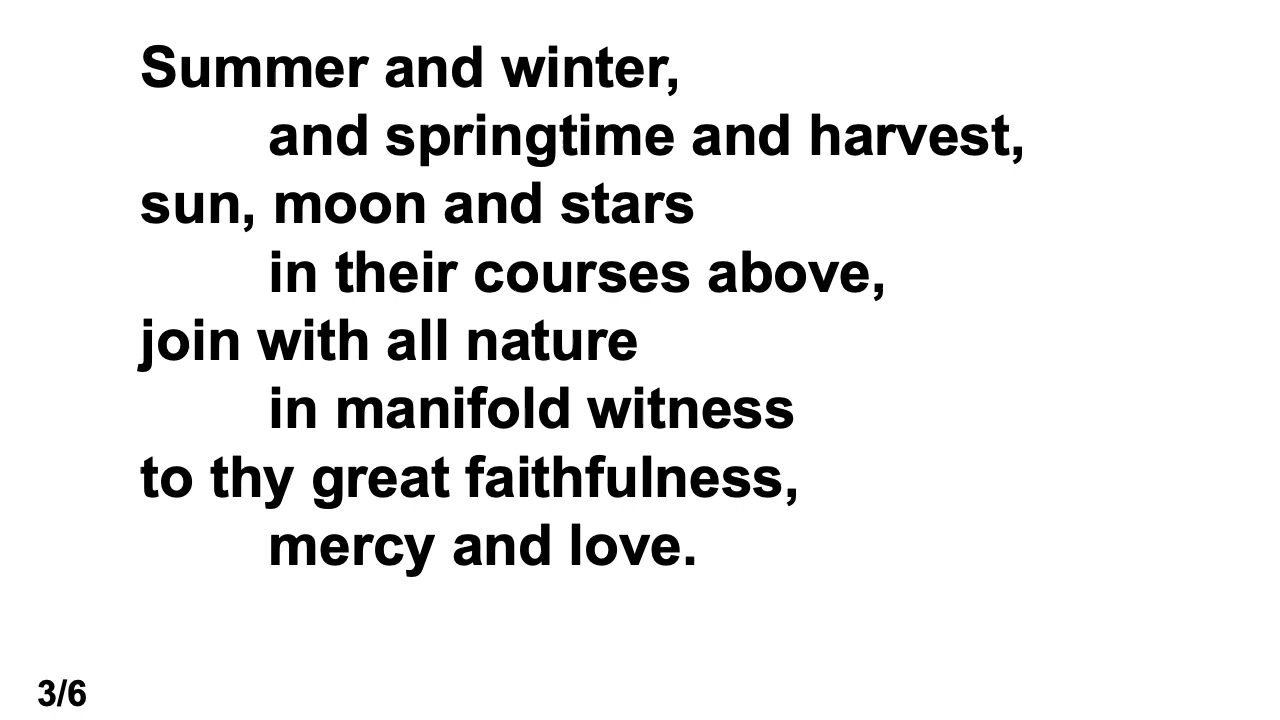 Summer and winter,
and springtime and harvest,
sun, moon and stars
in their courses above,
join with all nature
in manifold witness
to thy great faithfulness,
mercy and love.
3/6